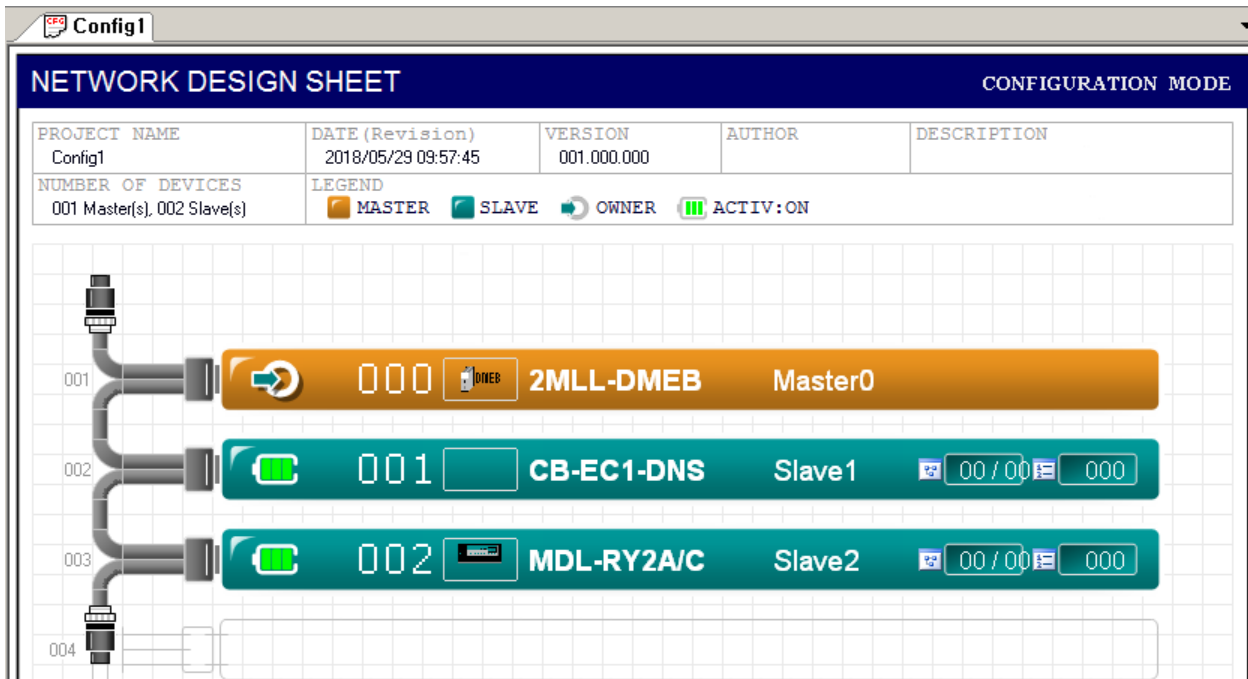 CFG Config1
NETWORK DESIGN SHEET CONFIGURATION MODE
PROJECT NAME DATE(Revision) VERSION AUTHOR DESCRIPTION
Config1 2018/05/29 09:57:45 001.000.000
NUMBER OF DEVICES LEGEND
001 Master(s), 002 Slave(s) MASTER SLAVE OWNER ACTIV:ON
001 000 DMEB 2MLL-DMEB Master0
002 001 CB-EC1-DNS Slave1 00/00 000
003 002 MDL-RY2A/C Slave2 00/00 000
004